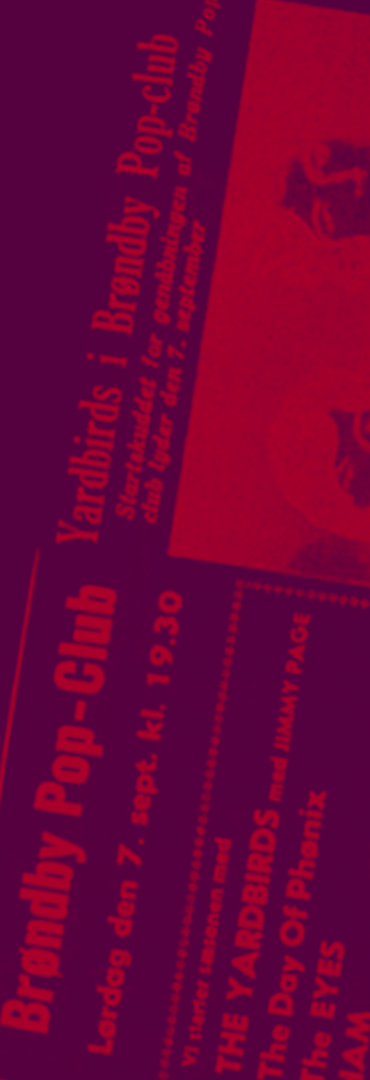 Yardbirds i Brøndby Pop-club
Startskuddet for genåbningen af Brøndby Pop
club lyder den 7. september
Brøndby Pop-Club
Lørdag den 7. sept. kl. 19.30
Vi starter sæsonen med
THE YARDBIRDS med JIMMY PAGE
The Day Of Phønix
The EYES